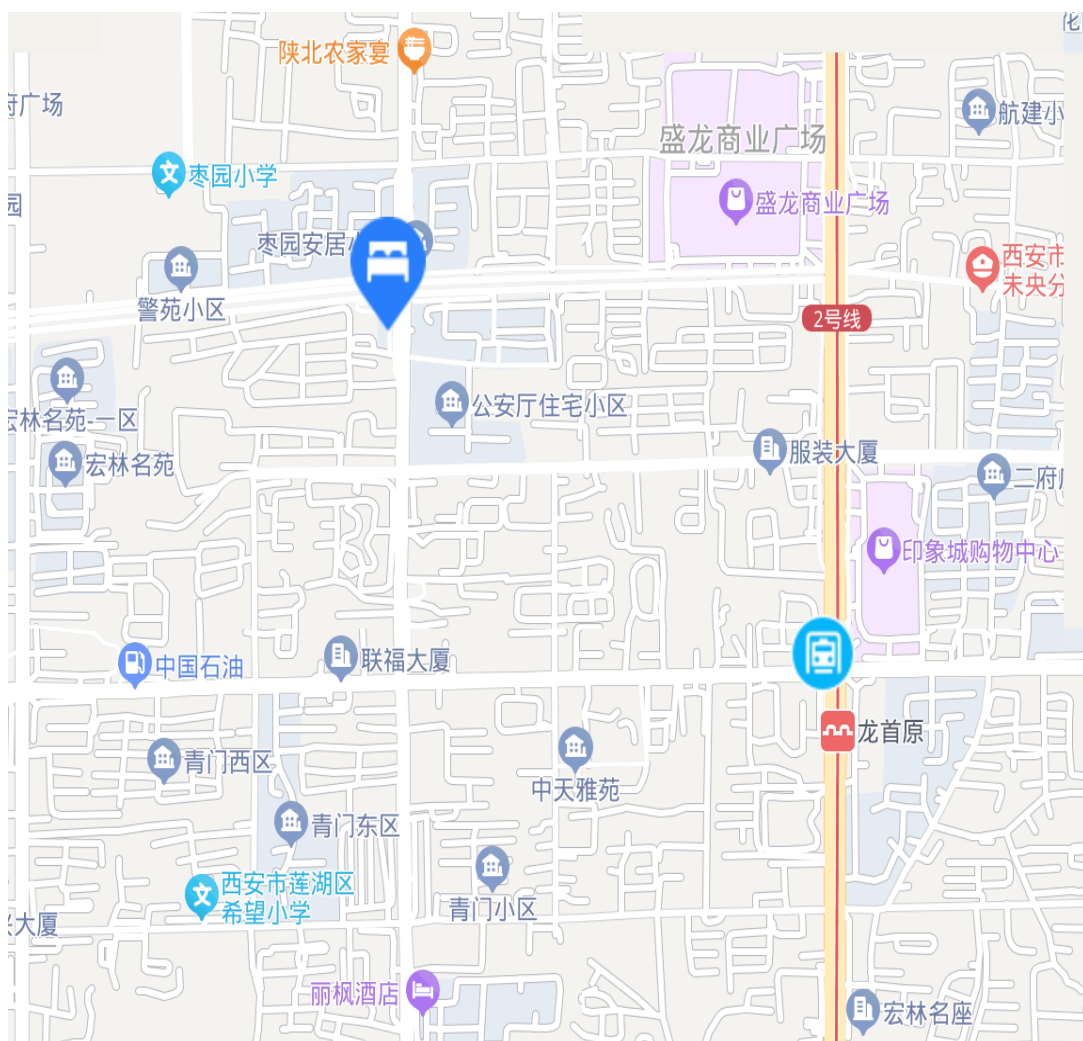 陕北农家宴
府广场
航建小
盛龙商业广场
枣园小学
盛龙商业广场
园
枣园安居小
西安市
未央分
警苑小区
2号线
公安厅住宅小区
宏林名苑-一区
服装大厦
宏林名苑
二府
印象城购物中心
联福大厦
中国石油
龙首原
青门西区
中天雅苑
青门东区
西安市莲湖区
希望小学
青门小区
大厦
丽枫酒店
宏林名座